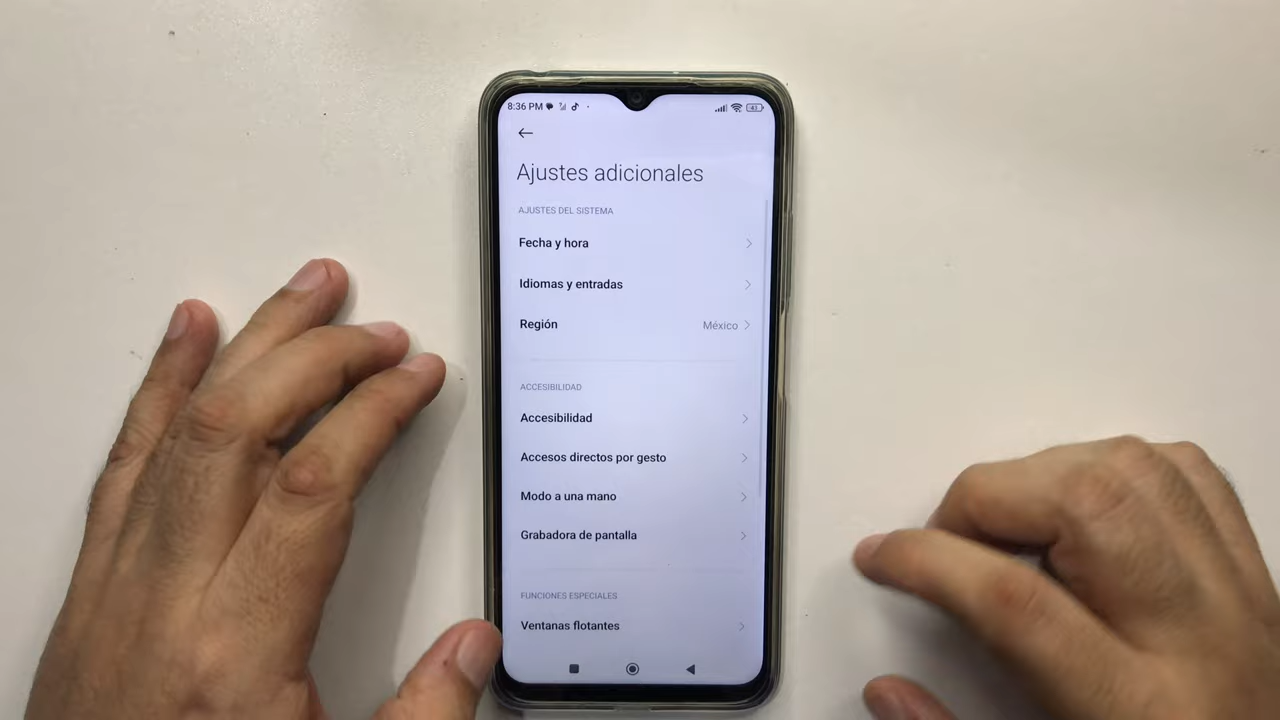 8:36 PM
43
Ajustes adicionales
AJUSTES DEL SISTEMA
Fecha y hora
Idiomas y entradas
Región México
ACCESIBILIDAD
Accesibilidad
Accesos directos por gesto
Modo a una mano
Grabadora de pantalla
FUNCIONES ESPECIALES
Ventanas flotantes